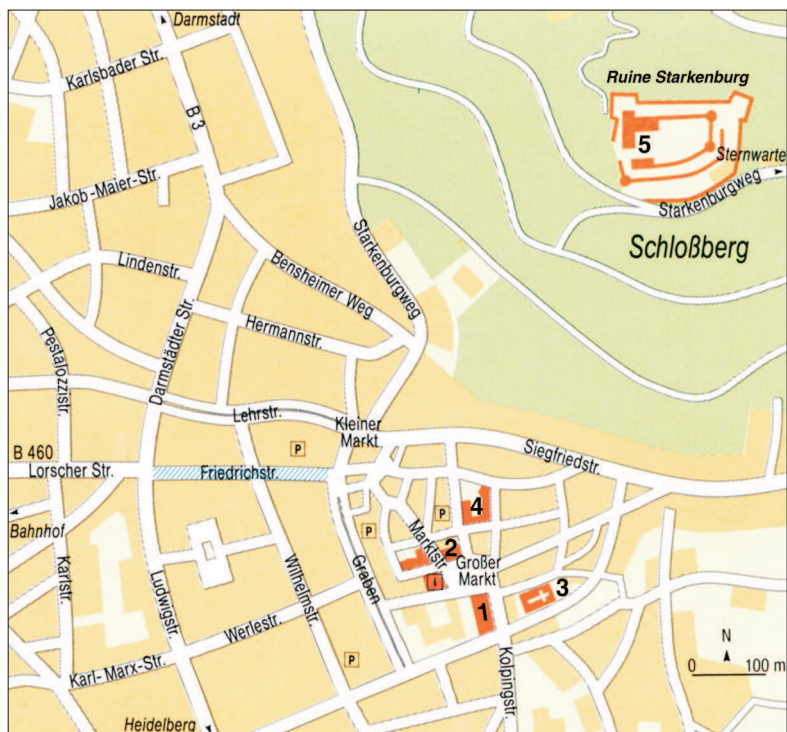 Darmstadt
Karlsbader Str.
Ruine Starkenburg
B 3
5
Sternwarte
Jakob-Maier-Str.
Starkenburgweg
Starkenburgweg
Schloßberg
Lindenstr.
Bensheimer Weg
Hermannstr.
Pestalozzistr.
Darmstädter Str.
Lehrstr.
Kleiner
Markt
P
B 460
Lorscher Str.
Friedrichstr.
Siegfriedstr.
4
P
P
Bahnhof
Marktstr.
2
Großer
Markt
i
Karlstr.
Ludwigstr.
Wilhelmstr.
Graben
3
1
Werlestr.
P
Karl-Marx-Str.
Kolpingstr.
N
0 100 m
Heidelberg